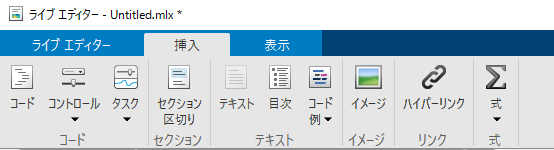 ライブ エディター - Untitled.mlx *
ライブ エディター 挿入 表示
コード コントロール タスク セクション 区切り テキスト 目次 コード 例 イメージ ハイパーリンク 式
コード セクション テキスト イメージ リンク 式